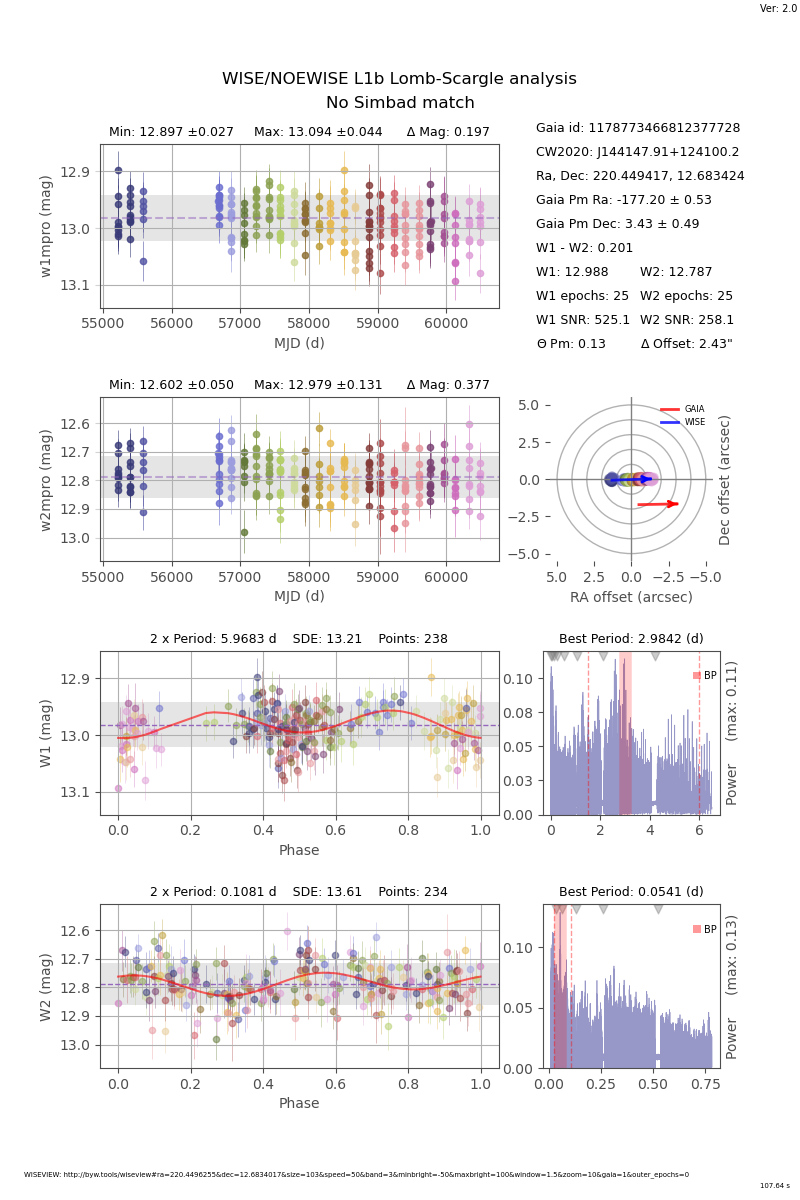 Ver: 2.0
WISE/NOEWISE L1b Lomb-Scargle analysis
No Simbad match
Min: 12.897 ±0.027 Max: 13.094 ±0.044 Δ Mag: 0.197
12.9
13.0
13.1
w1mpro (mag)
55000 56000 57000 58000 59000 60000
MJD (d)
Gaia id: 1178773466812377728
CW2020: J144147.91+124100.2
Ra, Dec: 220.449417, 12.683424
Gaia Pm Ra: -177.20 ± 0.53
Gaia Pm Dec: 3.43 ± 0.49
W1 - W2: 0.201
W1: 12.988 W2: 12.787
W1 epochs: 25 W2 epochs: 25
W1 SNR: 525.1 W2 SNR: 258.1
Θ Pm: 0.13 Δ Offset: 2.43"
Min: 12.602 ±0.050 Max: 12.979 ±0.131 Δ Mag: 0.377
12.6
12.7
12.8
12.9
13.0
w2mpro (mag)
55000 56000 57000 58000 59000 60000
MJD (d)
GAIA
WISE
5.0
2.5
0.0
−2.5
−5.0
Dec offset (arcsec)
5.0 2.5 0.0 −2.5 −5.0
RA offset (arcsec)
2 x Period: 5.9683 d SDE: 13.21 Points: 238
12.9
13.0
13.1
W1 (mag)
0.0 0.2 0.4 0.6 0.8 1.0
Phase
Best Period: 2.9842 (d)
BP
0.10
0.08
0.05
0.03
0.00
Power (max: 0.11)
0 2 4 6
2 x Period: 0.1081 d SDE: 13.61 Points: 234
12.6
12.7
12.8
12.9
13.0
W2 (mag)
0.0 0.2 0.4 0.6 0.8 1.0
Phase
Best Period: 0.0541 (d)
BP
0.10
0.05
0.00
Power (max: 0.13)
0.00 0.25 0.50 0.75
WISEVIEW: http://byw.tools/wiseview#ra=220.4496255&dec=12.6834017&size=103&speed=50&band=3&minbright=-50&maxbright=100&window=1.5&zoom=10&gaia=1&outer_epochs=0
107.64 s